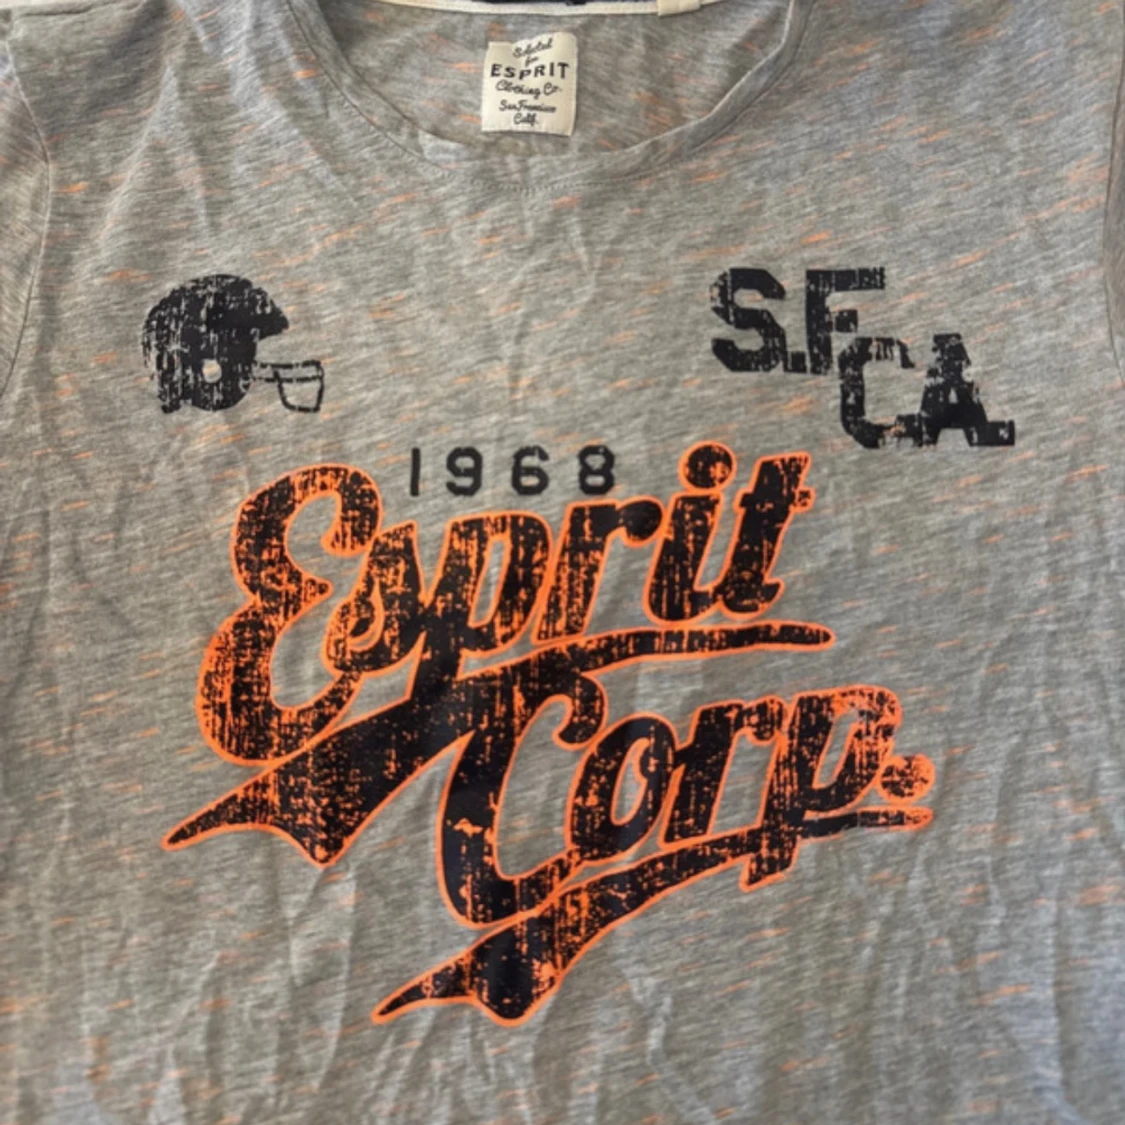 Selected
for
ESPRIT
Clothing Co.
San Francisco
Calif.
S.F.
CA.
1968
Esprit
Corp.